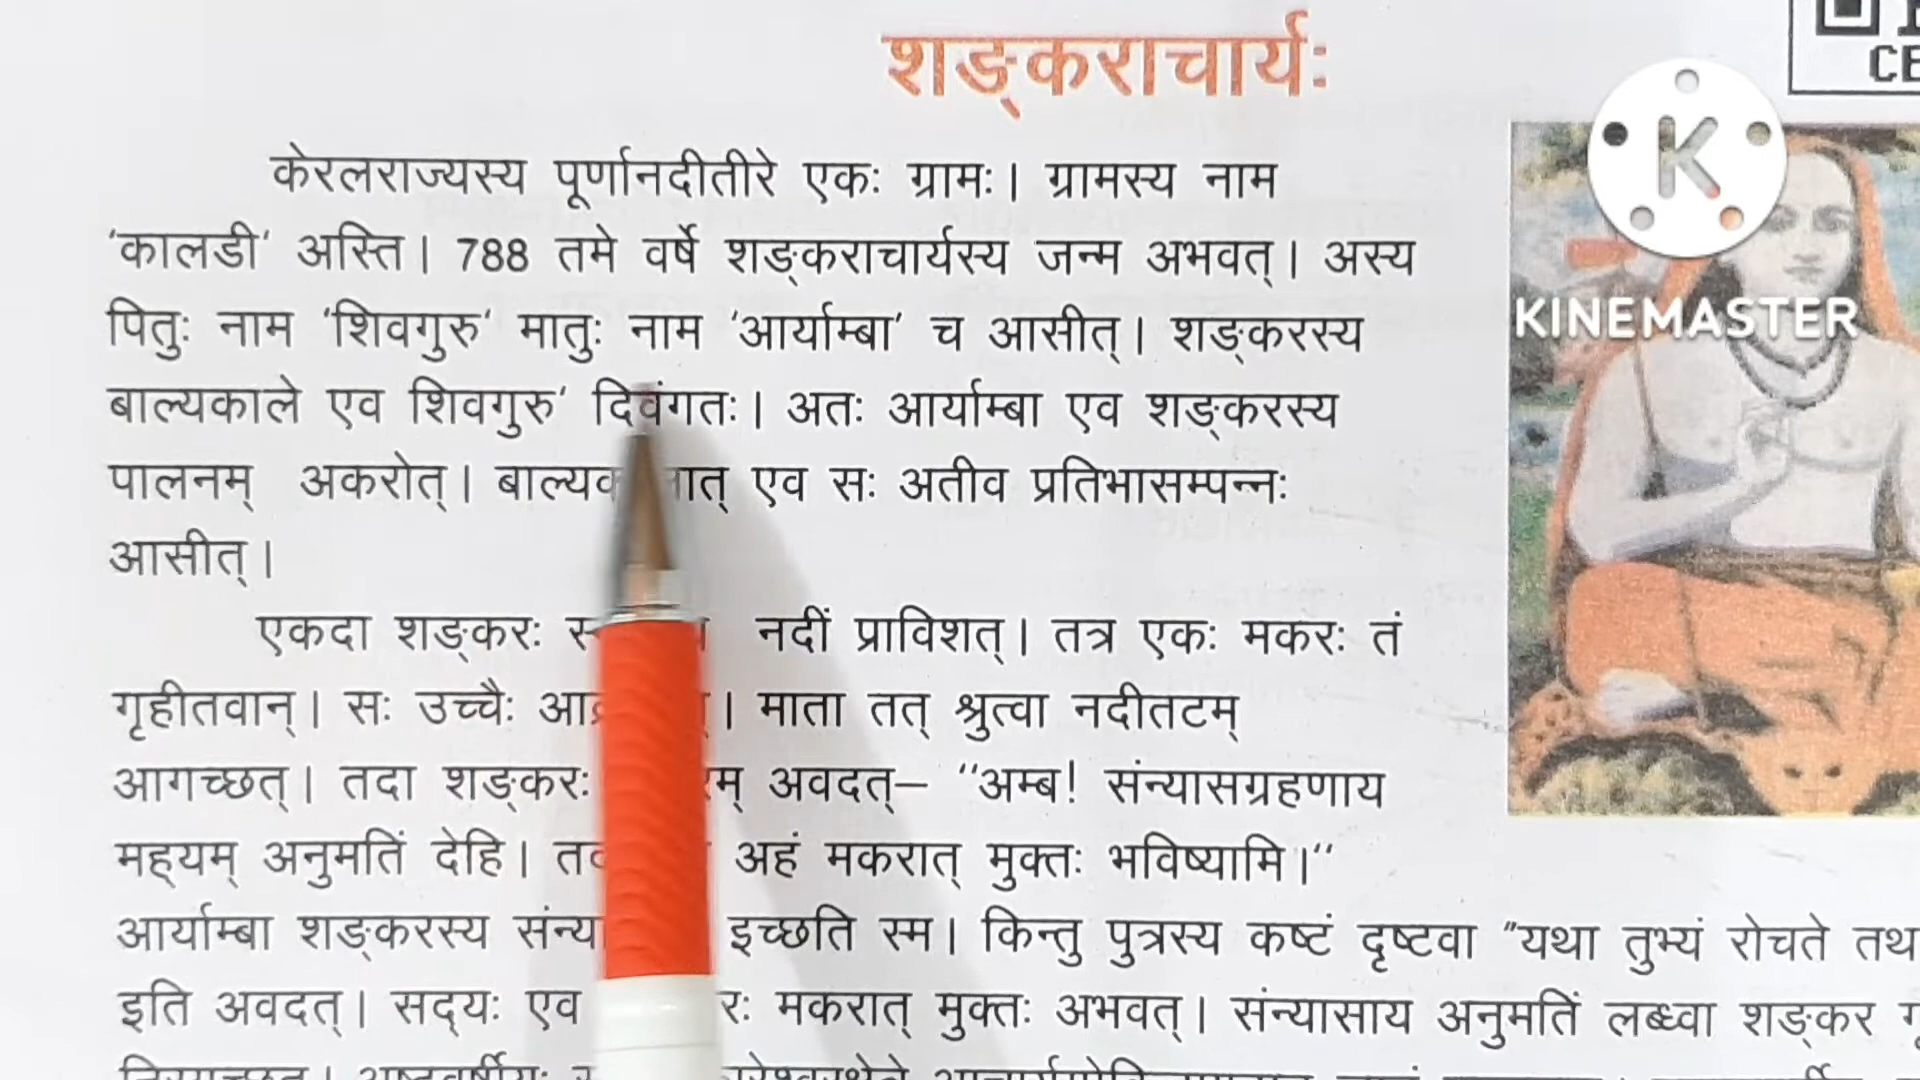 शङ्कराचार्यः
CE
K
KINEMASTER
केरलराज्यस्य पूर्णानदीतीरे एकः ग्रामः। ग्रामस्य नाम
'कालडी' अस्ति। 788 तमे वर्षे शङ्कराचार्यस्य जन्म अभवत्। अस्य
पितुः नाम 'शिवगुरु' मातुः नाम 'आर्याम्बा' च आसीत्। शङ्करस्य
बाल्यकाले एव शिवगुरु' दिवंगतः। अतः आर्याम्बा एव शङ्करस्य
पालनम् अकरोत्। एव सः अतीव प्रतिभासम्पन्नः
आसीत्।
एकदा शङ्करः नदीं प्राविशत्। तत्र एकः मकरः तं
गृहीतवान्। सः उच्चैः माता तत् श्रुत्वा नदीतटम्
आगच्छत्। तदा शङ्करः अवदत्– "अम्ब! संन्यासग्रहणाय
मह्यम् अनुमतिं देहि। अहं मकरात् मुक्तः भविष्यामि।"
आर्याम्बा शङ्करस्य इच्छति स्म। किन्तु पुत्रस्य कष्टं दृष्टवा "यथा तुभ्यं रोचते
इति अवदत्। सद्यः एव मकरात् मुक्तः अभवत्। संन्यासाय अनुमतिं लब्ध्वा शङ्कर